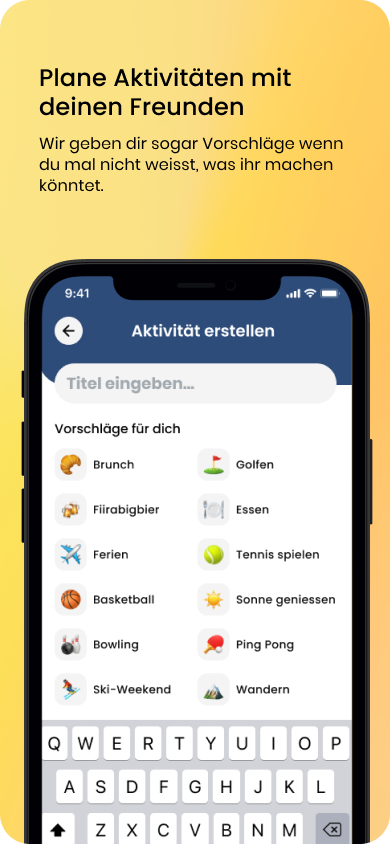 Plane Aktivitäten mit
deinen Freunden
Wir geben dir sogar Vorschläge wenn
du mal nicht weisst, was ihr machen
könntet.
9:41
Aktivität erstellen
Titel eingeben...
Vorschläge für dich
Brunch
Golfen
Fiirabigbier
Essen
Ferien
Tennis spielen
Basketball
Sonne geniessen
Bowling
Ping Pong
Ski-Weekend
Wandern
Q W E R T Y U I O P
A S D F G H J K L
Z X C V B N M